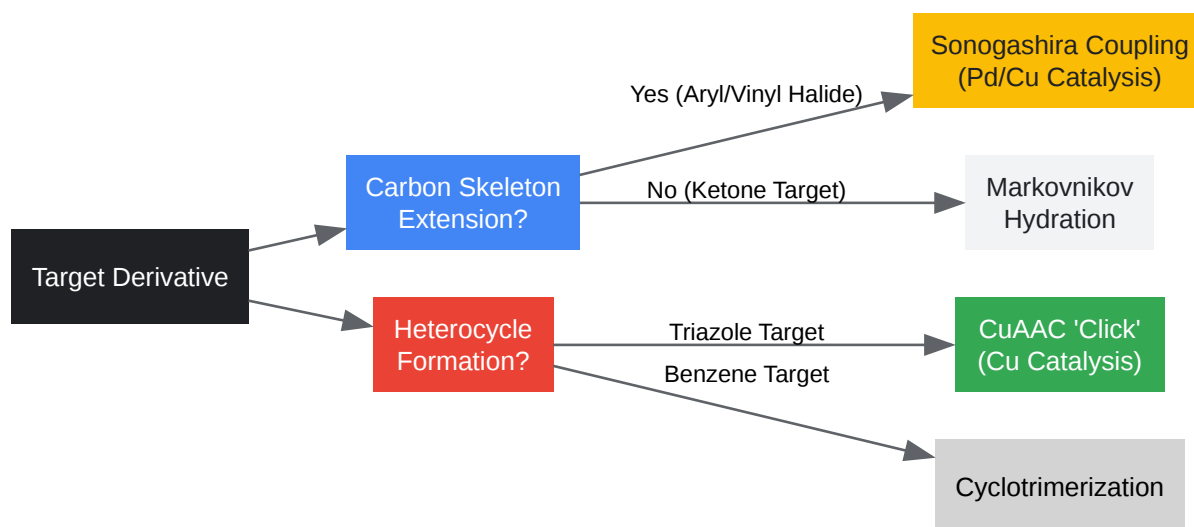 Sonogashira Coupling
(Pd/Cu Catalysis)
Yes (Aryl/Vinyl Halide)
Carbon Skeleton
Extension?
No (Ketone Target)
Markovnikov
Hydration
Target Derivative
Heterocycle
Formation?
Triazole Target
CuAAC 'Click'
(Cu Catalysis)
Benzene Target
Cyclotrimerization